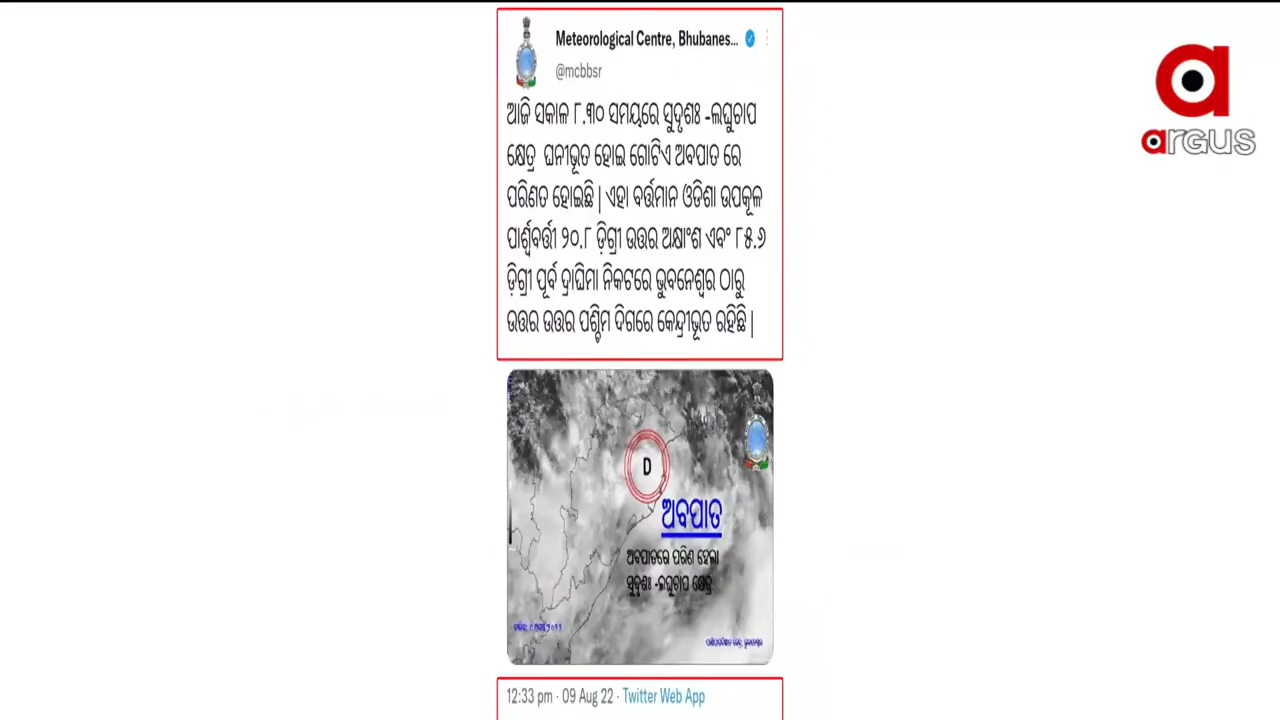 Meteorological Centre, Bhubanes...
@mcbbsr
ଆଜି ସକାଳ ୮.୩୦ ସମୟରେ ସୁଦୃଶଃ -ଲଘୁଚାପ
କ୍ଷେତ୍ର ଘନୀଭୂତ ହୋଇ ଗୋଟିଏ ଅବପାତ ରେ
ପରିଣତ ହୋଇଛି | ଏହା ବର୍ତ୍ତମାନ ଓଡିଶା ଉପକୂଳ
ପାର୍ଶ୍ୱବର୍ତ୍ତୀ ୨୦.୮ ଡ଼ିଗ୍ରୀ ଉତ୍ତର ଅକ୍ଷାଂଶ ଏବଂ ୮୫.୬
ଡ଼ିଗ୍ରୀ ପୂର୍ବ ଦ୍ରାଘିମା ନିକଟରେ ଭୁବନେଶ୍ୱର ଠାରୁ
ଉତ୍ତର ଉତ୍ତର ପଶ୍ଚିମ ଦିଗରେ କେନ୍ଦ୍ରୀଭୂତ ରହିଛି |
argus
D
ଅବପାତ
ଅବପାତରେ ପରିଣ ହେଲା
ସୁଦୃଶଃ -ଲଘୁଚାପ କ୍ଷେତ୍ର
12:33 pm · 09 Aug 22 · Twitter Web App